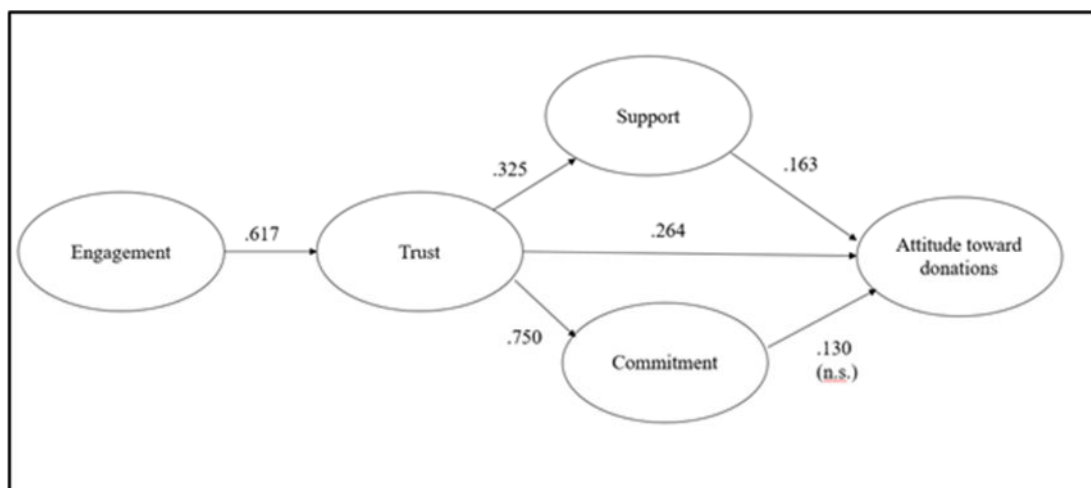 Support
.325
.163
.617
.264
Engagement
Trust
Attitude toward
donations
.750
Commitment
.130
(n.s.)